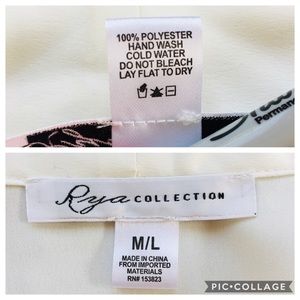 100% POLYESTER
HAND WASH
COLD WATER
DO NOT BLEACH
LAY FLAT TO DRY
Permane
Rya COLLECTION
M/L
MADE IN CHINA
FROM IMPORTED
MATERIALS
RN# 153823
PIC•COLLAGE